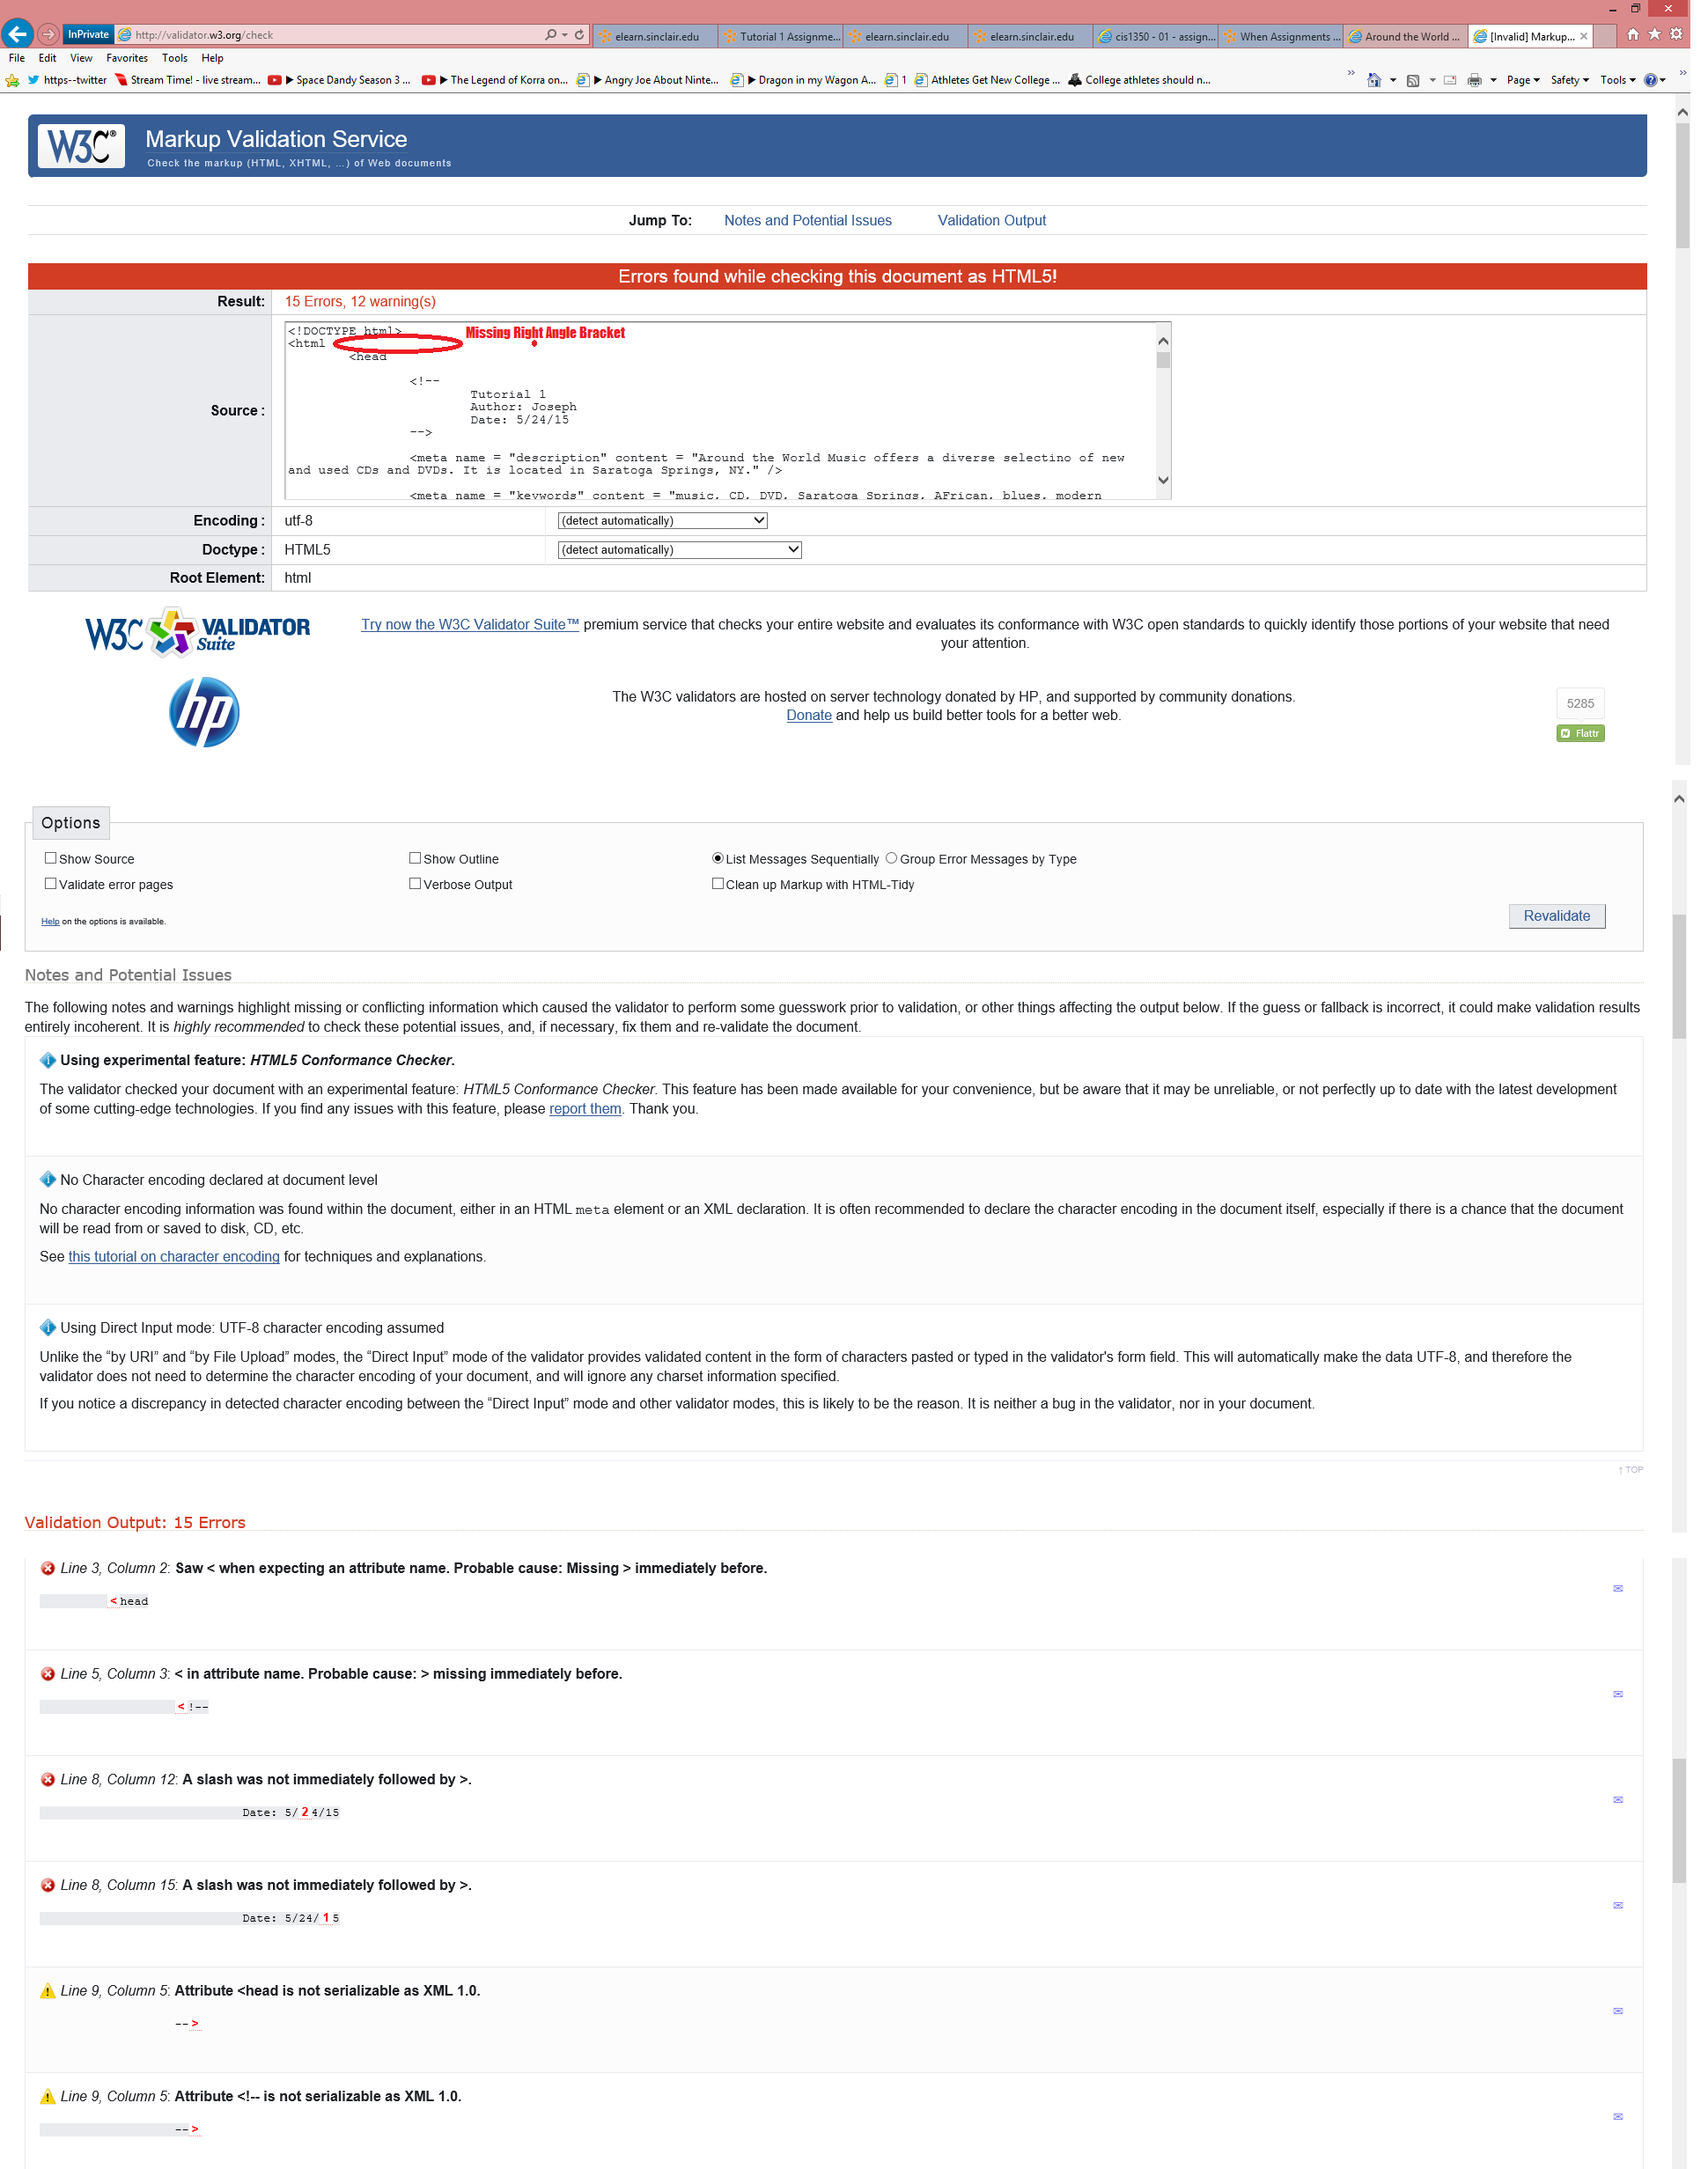 InPrivate http://validator.w3.org/check elearn.sinclair.edu Tutorial 1 Assignme... elearn.sinclair.edu elearn.sinclair.edu cis1350 - 01 - assign... When Assignments ... Around the World ... [Invalid] Markup...
File Edit View Favorites Tools Help
https--twitter Stream Time! - live stream... ▶ Space Dandy Season 3 ... ▶ The Legend of Korra on... ▶ Angry Joe About Ninte... ▶ Dragon in my Wagon A... 1 Athletes Get New College ... College athletes should n... » Page Safety Tools »
W3C® Markup Validation Service
Check the markup (HTML, XHTML, ...) of Web documents
Jump To: Notes and Potential Issues Validation Output
Errors found while checking this document as HTML5!
Result: 15 Errors, 12 warning(s)
Source :
<!DOCTYPE html>
Missing Right Angle Bracket
<html
<head
<!--
Tutorial 1
Author: Joseph
Date: 5/24/15
-->
<meta name = "description" content = "Around the World Music offers a diverse selectino of new
and used CDs and DVDs. It is located in Saratoga Springs, NY." />
<meta name = "keywords" content = "music, CD, DVD, Saratoga Springs, AFrican, blues, modern
Encoding : utf-8 (detect automatically)
Doctype : HTML5 (detect automatically)
Root Element: html
W3C VALIDATOR Suite
Try now the W3C Validator Suite™ premium service that checks your entire website and evaluates its conformance with W3C open standards to quickly identify those portions of your website that need
your attention.
hp
The W3C validators are hosted on server technology donated by HP, and supported by community donations.
Donate and help us build better tools for a better web.
5285
Flattr
Options
Show Source Show Outline List Messages Sequentially Group Error Messages by Type
Validate error pages Verbose Output Clean up Markup with HTML-Tidy
Help on the options is available.
Revalidate
Notes and Potential Issues
The following notes and warnings highlight missing or conflicting information which caused the validator to perform some guesswork prior to validation, or other things affecting the output below. If the guess or fallback is incorrect, it could make validation results
entirely incoherent. It is highly recommended to check these potential issues, and, if necessary, fix them and re-validate the document.
Using experimental feature: HTML5 Conformance Checker.
The validator checked your document with an experimental feature: HTML5 Conformance Checker. This feature has been made available for your convenience, but be aware that it may be unreliable, or not perfectly up to date with the latest development
of some cutting-edge technologies. If you find any issues with this feature, please report them. Thank you.
No Character encoding declared at document level
No character encoding information was found within the document, either in an HTML meta element or an XML declaration. It is often recommended to declare the character encoding in the document itself, especially if there is a chance that the document
will be read from or saved to disk, CD, etc.
See this tutorial on character encoding for techniques and explanations.
Using Direct Input mode: UTF-8 character encoding assumed
Unlike the “by URI” and “by File Upload” modes, the “Direct Input” mode of the validator provides validated content in the form of characters pasted or typed in the validator's form field. This will automatically make the data UTF-8, and therefore the
validator does not need to determine the character encoding of your document, and will ignore any charset information specified.
If you notice a discrepancy in detected character encoding between the “Direct Input” mode and other validator modes, this is likely to be the reason. It is neither a bug in the validator, nor in your document.
↑ TOP
Validation Output: 15 Errors
Line 3, Column 2: Saw < when expecting an attribute name. Probable cause: Missing > immediately before.
<head
Line 5, Column 3: < in attribute name. Probable cause: > missing immediately before.
<!--
Line 8, Column 12: A slash was not immediately followed by >.
Date: 5/24/15
Line 8, Column 15: A slash was not immediately followed by >.
Date: 5/24/15
Line 9, Column 5: Attribute <head is not serializable as XML 1.0.
-->
Line 9, Column 5: Attribute <!-- is not serializable as XML 1.0.
-->